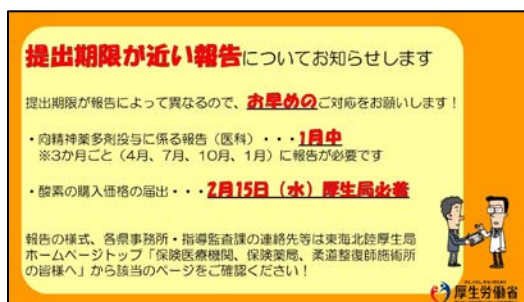 提出期限が近い報告についてお知らせします
提出期限が報告によって異なるので、お早めのご対応をお願いします！
・向精神薬多剤投与に係る報告（医科）・・・1月中
※3か月ごと（4月、7月、10月、1月）に報告が必要です
・酸素の購入価格の届出・・・2月15日（水）厚生局必着
報告の様式、各県事務所・指導監査課の連絡先等は東海北陸厚生局
ホームページトップ「保険医療機関、保険薬局、柔道整復師施術所
の皆様へ」から該当のページをご確認ください！
厚生労働省